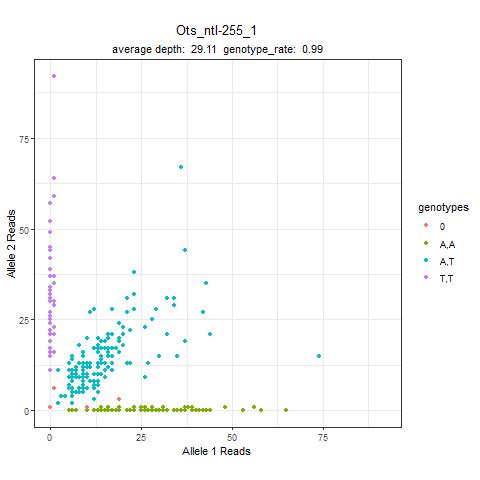 Ots_ntl-255_1
average depth: 29.11 genotype_rate: 0.99
Allele 2 Reads
75
50
25
0
0
25
50
75
Allele 1 Reads
genotypes
0
A,A
A,T
T,T